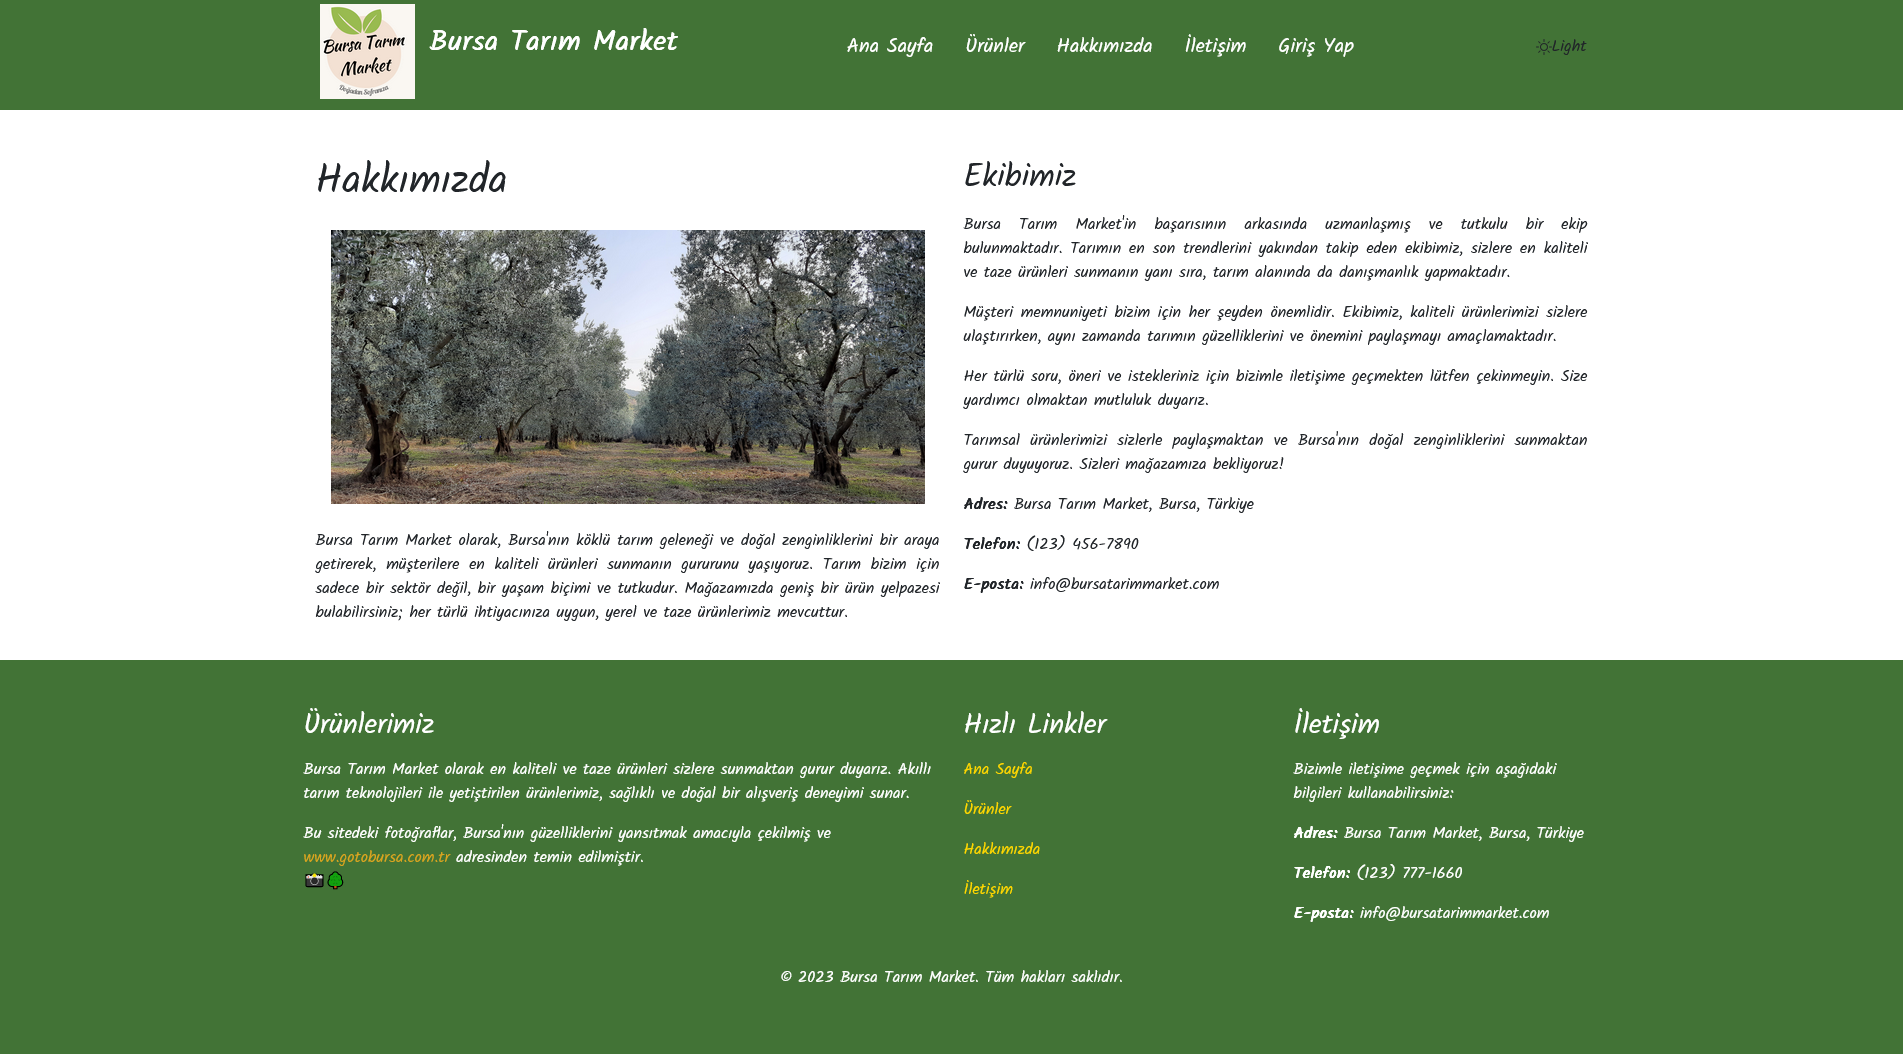 Bursa Tarım
Market
Doğadan Sofranıza
Bursa Tarım Market
Ana Sayfa
Ürünler
Hakkımızda
İletişim
Giriş Yap
Light
Hakkımızda
Bursa Tarım Market olarak, Bursa'nın köklü tarım geleneği ve doğal zenginliklerini bir araya
getirerek, müşterilere en kaliteli ürünleri sunmanın gururunu yaşıyoruz. Tarım bizim için
sadece bir sektör değil, bir yaşam biçimi ve tutkudur. Mağazamızda geniş bir ürün yelpazesi
bulabilirsiniz; her türlü ihtiyacınıza uygun, yerel ve taze ürünlerimiz mevcuttur.
Ekibimiz
Bursa Tarım Market'in başarısının arkasında uzmanlaşmış ve tutkulu bir ekip
bulunmaktadır. Tarımın en son trendlerini yakından takip eden ekibimiz, sizlere en kaliteli
ve taze ürünleri sunmanın yanı sıra, tarım alanında da danışmanlık yapmaktadır.
Müşteri memnuniyeti bizim için her şeyden önemlidir. Ekibimiz, kaliteli ürünlerimizi sizlere
ulaştırırken, aynı zamanda tarımın güzelliklerini ve önemini paylaşmayı amaçlamaktadır.
Her türlü soru, öneri ve istekleriniz için bizimle iletişime geçmekten lütfen çekinmeyin. Size
yardımcı olmaktan mutluluk duyarız.
Tarımsal ürünlerimizi sizlerle paylaşmaktan ve Bursa'nın doğal zenginliklerini sunmaktan
gurur duyuyoruz. Sizleri mağazamıza bekliyoruz!
Adres: Bursa Tarım Market, Bursa, Türkiye
Telefon: (123) 456-7890
E-posta: info@bursatarimmarket.com
Ürünlerimiz
Bursa Tarım Market olarak en kaliteli ve taze ürünleri sizlere sunmaktan gurur duyarız. Akıllı
tarım teknolojileri ile yetiştirilen ürünlerimiz, sağlıklı ve doğal bir alışveriş deneyimi sunar.
Bu sitedeki fotoğraflar, Bursa'nın güzelliklerini yansıtmak amacıyla çekilmiş ve
www.gotobursa.com.tr adresinden temin edilmiştir.
Hızlı Linkler
Ana Sayfa
Ürünler
Hakkımızda
İletişim
İletişim
Bizimle iletişime geçmek için aşağıdaki
bilgileri kullanabilirsiniz:
Adres: Bursa Tarım Market, Bursa, Türkiye
Telefon: (123) 777-1660
E-posta: info@bursatarimmarket.com
© 2023 Bursa Tarım Market. Tüm hakları saklıdır.